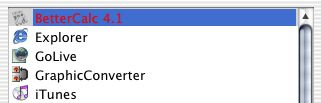 BetterCalc 4.1
Explorer
GoLive
GraphicConverter
iTunes